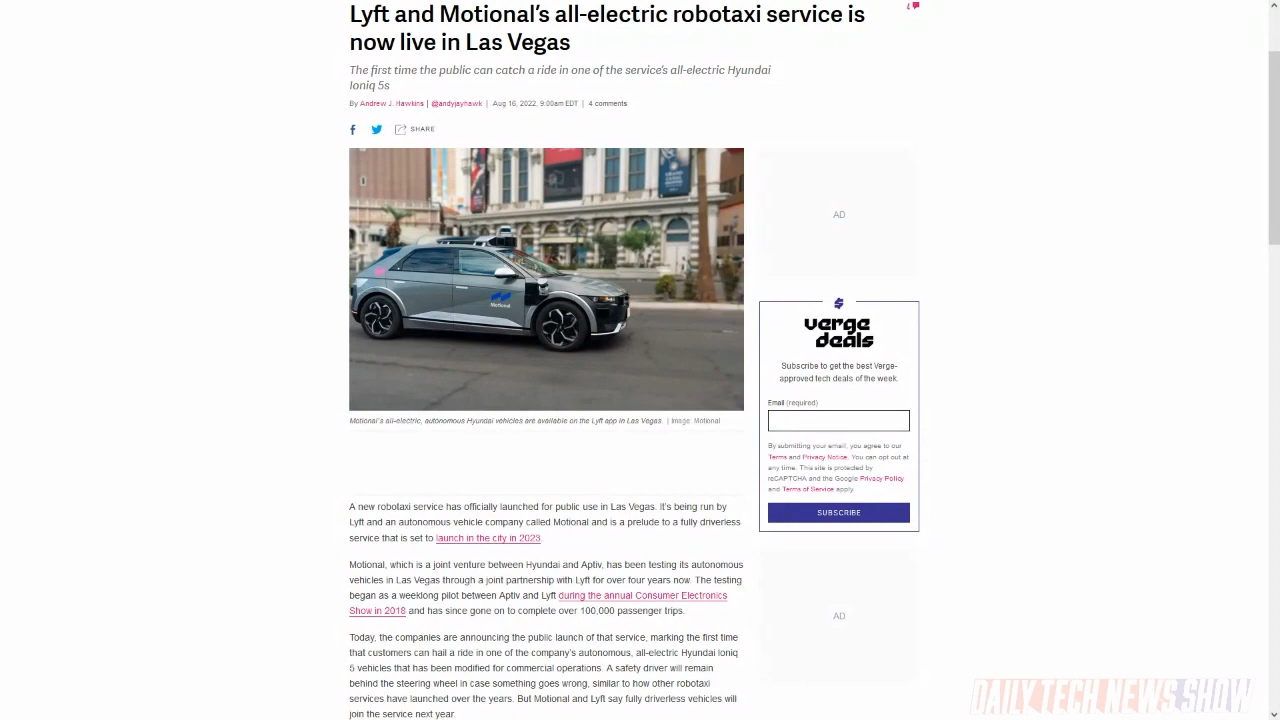 Lyft and Motional's all-electric robotaxi service is
now live in Las Vegas
The first time the public can catch a ride in one of the service's all-electric Hyundai
Ioniq 5s
By Andrew J. Hawkins | @andyjayhawk | Aug 16, 2022, 9:00am EDT | 4 comments
SHARE
Motional
Motional's all-electric, autonomous Hyundai vehicles are available on the Lyft app in Las Vegas. | Image: Motional
A new robotaxi service has officially launched for public use in Las Vegas. It's being run by
Lyft and an autonomous vehicle company called Motional and is a prelude to a fully driverless
service that is set to launch in the city in 2023.
Motional, which is a joint venture between Hyundai and Aptiv, has been testing its autonomous
vehicles in Las Vegas through a joint partnership with Lyft for over four years now. The testing
began as a weeklong pilot between Aptiv and Lyft during the annual Consumer Electronics
Show in 2018 and has since gone on to complete over 100,000 passenger trips.
Today, the companies are announcing the public launch of that service, marking the first time
that customers can hail a ride in one of the company's autonomous, all-electric Hyundai Ioniq
5 vehicles that has been modified for commercial operations. A safety driver will remain
behind the steering wheel in case something goes wrong, similar to how other robotaxi
services have launched over the years. But Motional and Lyft say fully driverless vehicles will
join the service next year.
AD
verge
deals
Subscribe to get the best Verge-
approved tech deals of the week.
Email (required)
By submitting your email, you agree to our
Terms and Privacy Notice. You can opt out at
any time. This site is protected by
reCAPTCHA and the Google Privacy Policy
and Terms of Service apply.
SUBSCRIBE
AD
DAILY TECH NEWS SHOW